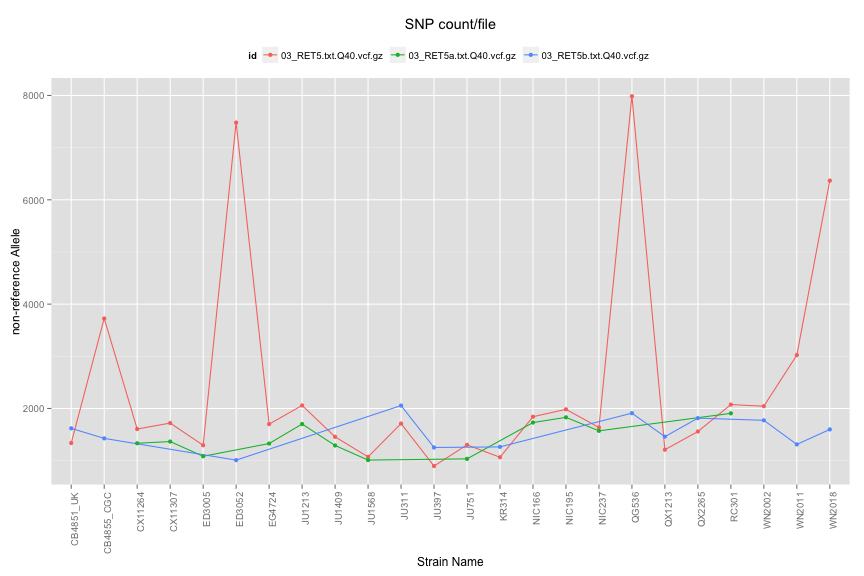 SNP count/file
id 03_RET5.txt.Q40.vcf.gz 03_RET5a.txt.Q40.vcf.gz 03_RET5b.txt.Q40.vcf.gz
non-reference Allele
8000
6000
4000
2000
CB4851_UK
CB4855_CGC
CX11264
CX11307
ED3005
ED3052
EG4724
JU1213
JU1409
JU1568
JU311
JU397
JU751
KR314
NIC166
NIC195
NIC237
QG536
QX1213
QX2265
RC301
WN2002
WN2011
WN2018
Strain Name